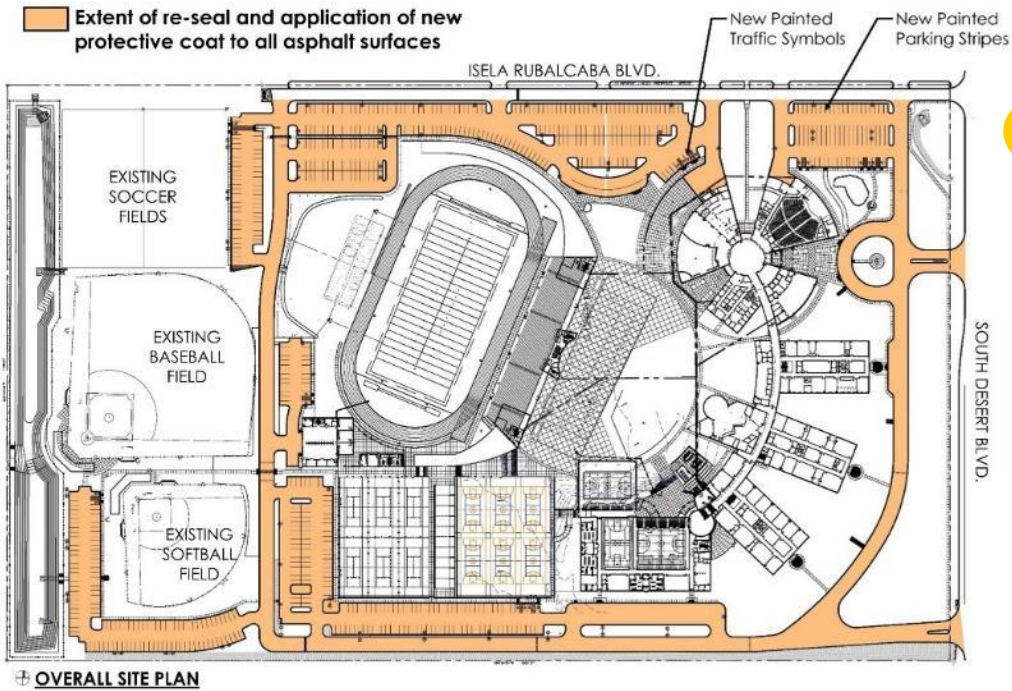 Extent of re-seal and application of new
protective coat to all asphalt surfaces
New Painted
Traffic Symbols
New Painted
Parking Stripes
ISELA RUBALCABA BLVD.
EXISTING
SOCCER
FIELDS
EXISTING
BASEBALL
FIELD
SOUTH DESERT BLVD.
EXISTING
SOFTBALL
FIELD
OVERALL SITE PLAN